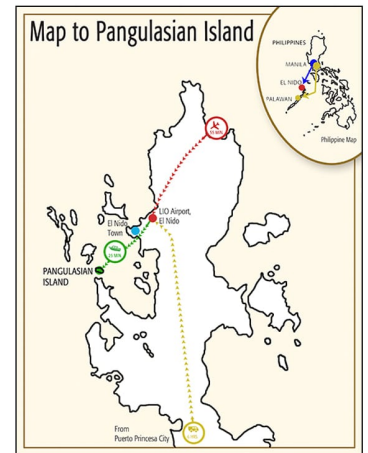 Map to Pangulasian Island
PHILIPPINES
MANILA
EL NIDO
PALAWAN
Philippine Map
LIO Airport,
El Nido
El Nido
Town
PANGULASIAN
ISLAND
From
Puerto Princesa City